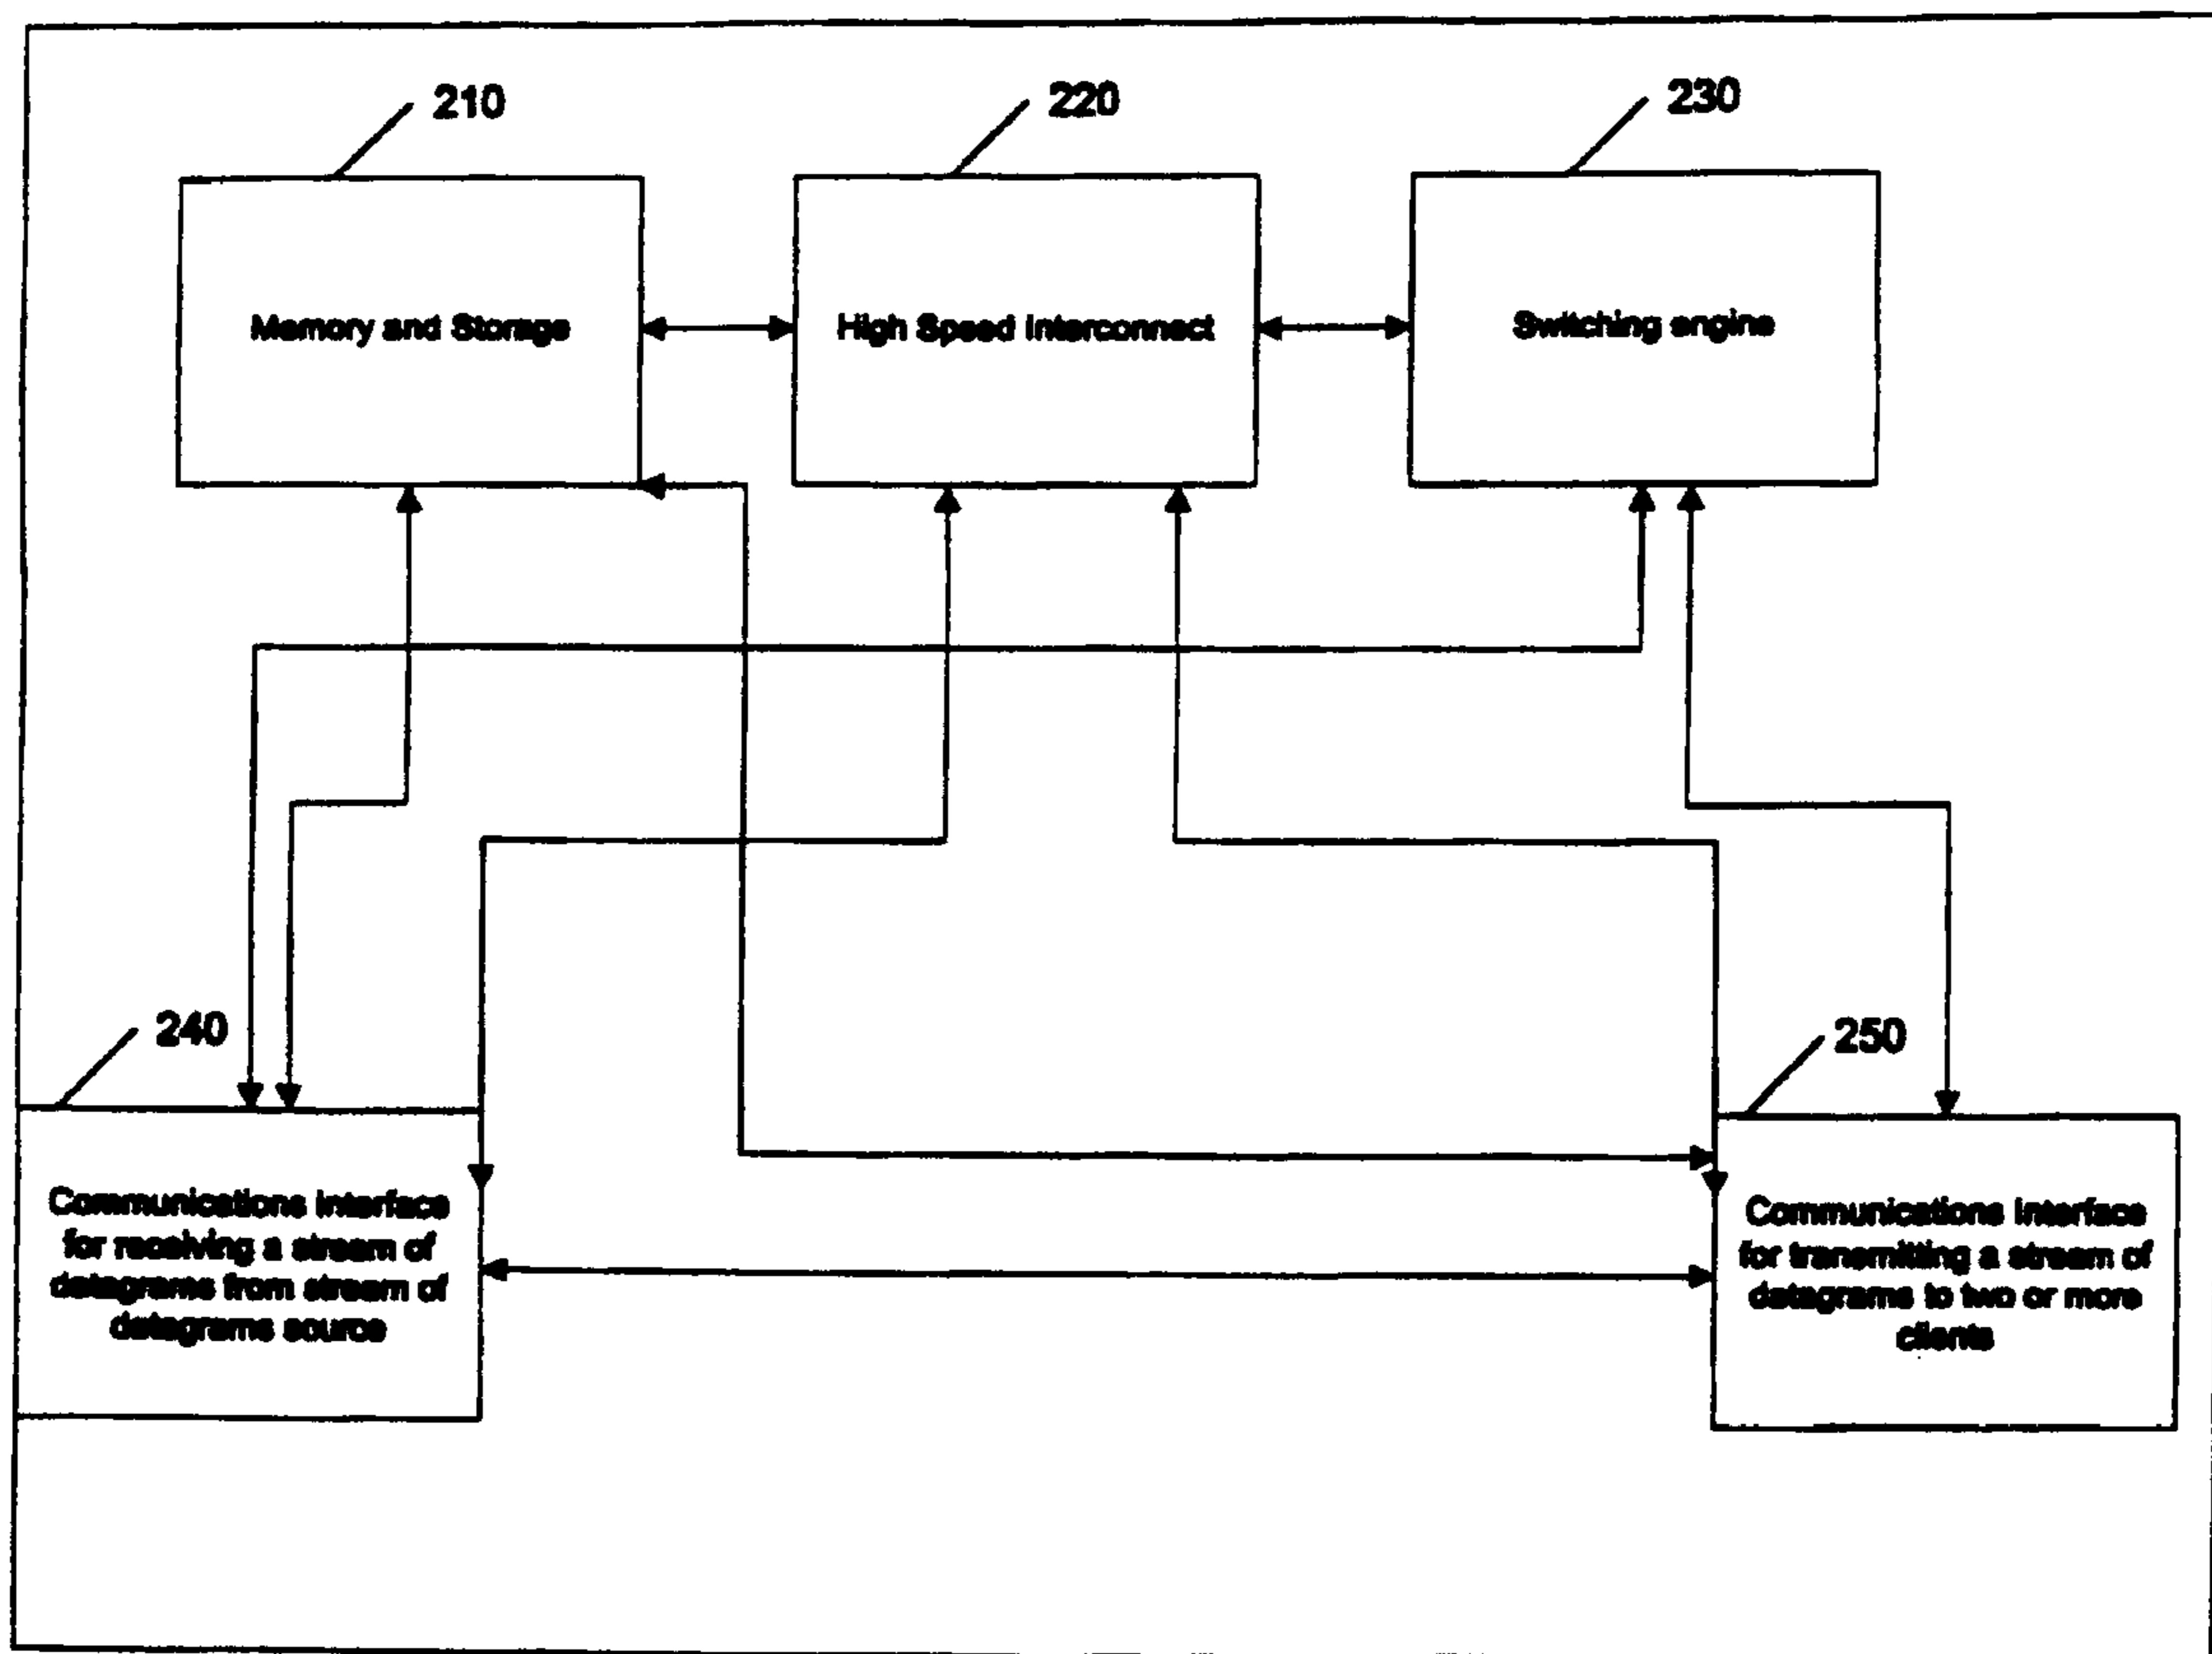 210
220
230
Memory and Storage
High Speed Interconnect
Switching engine
240
250
Communications Interface
for receiving a stream of
datagrams from stream of
datagrams source
Communications Interface
for transmitting a stream of
datagrams to two or more
clients